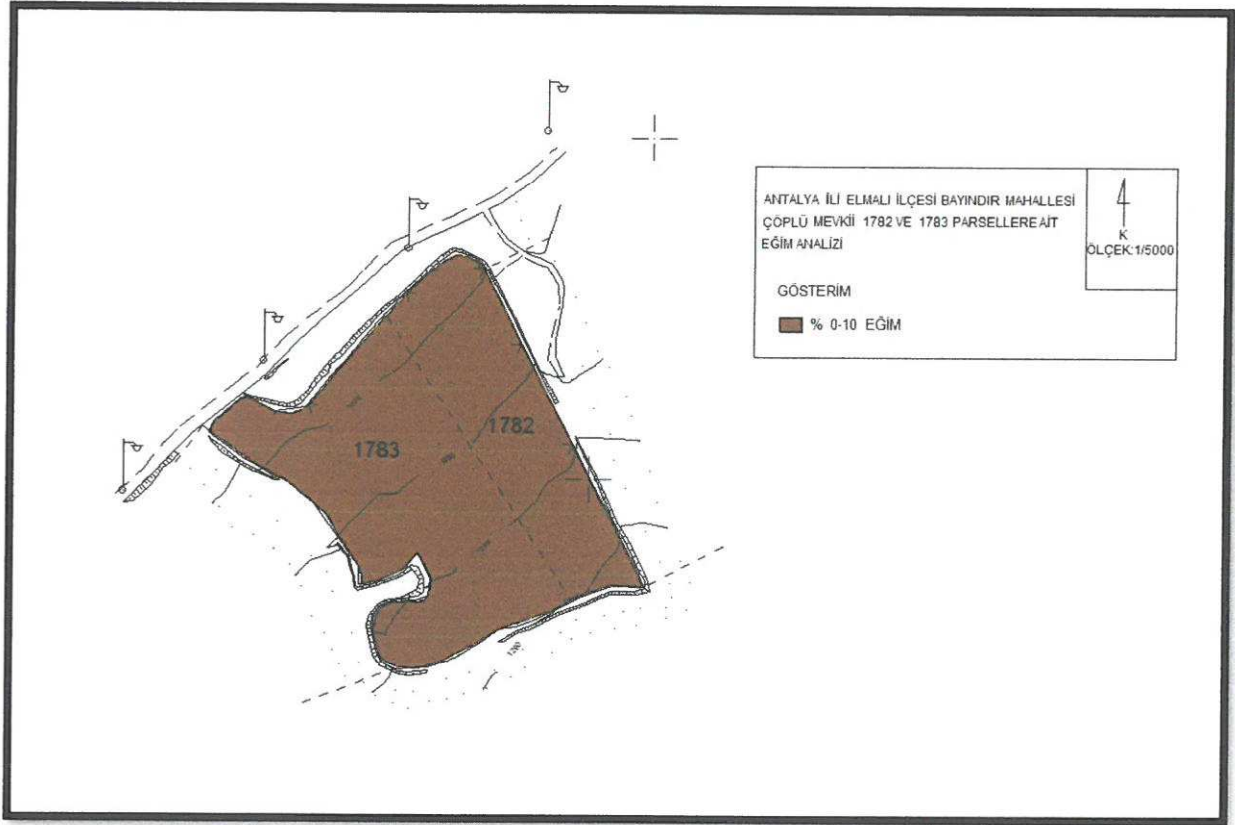 ANTALYA İLİ ELMALI İLÇESİ BAYINDIR MAHALLESİ
ÇÖPLÜ MEVKİİ 1782 VE 1783 PARSELLERE AİT
EĞİM ANALİZİ
K
ÖLÇEK:1/5000
GÖSTERİM
% 0-10 EĞİM
1782
1783